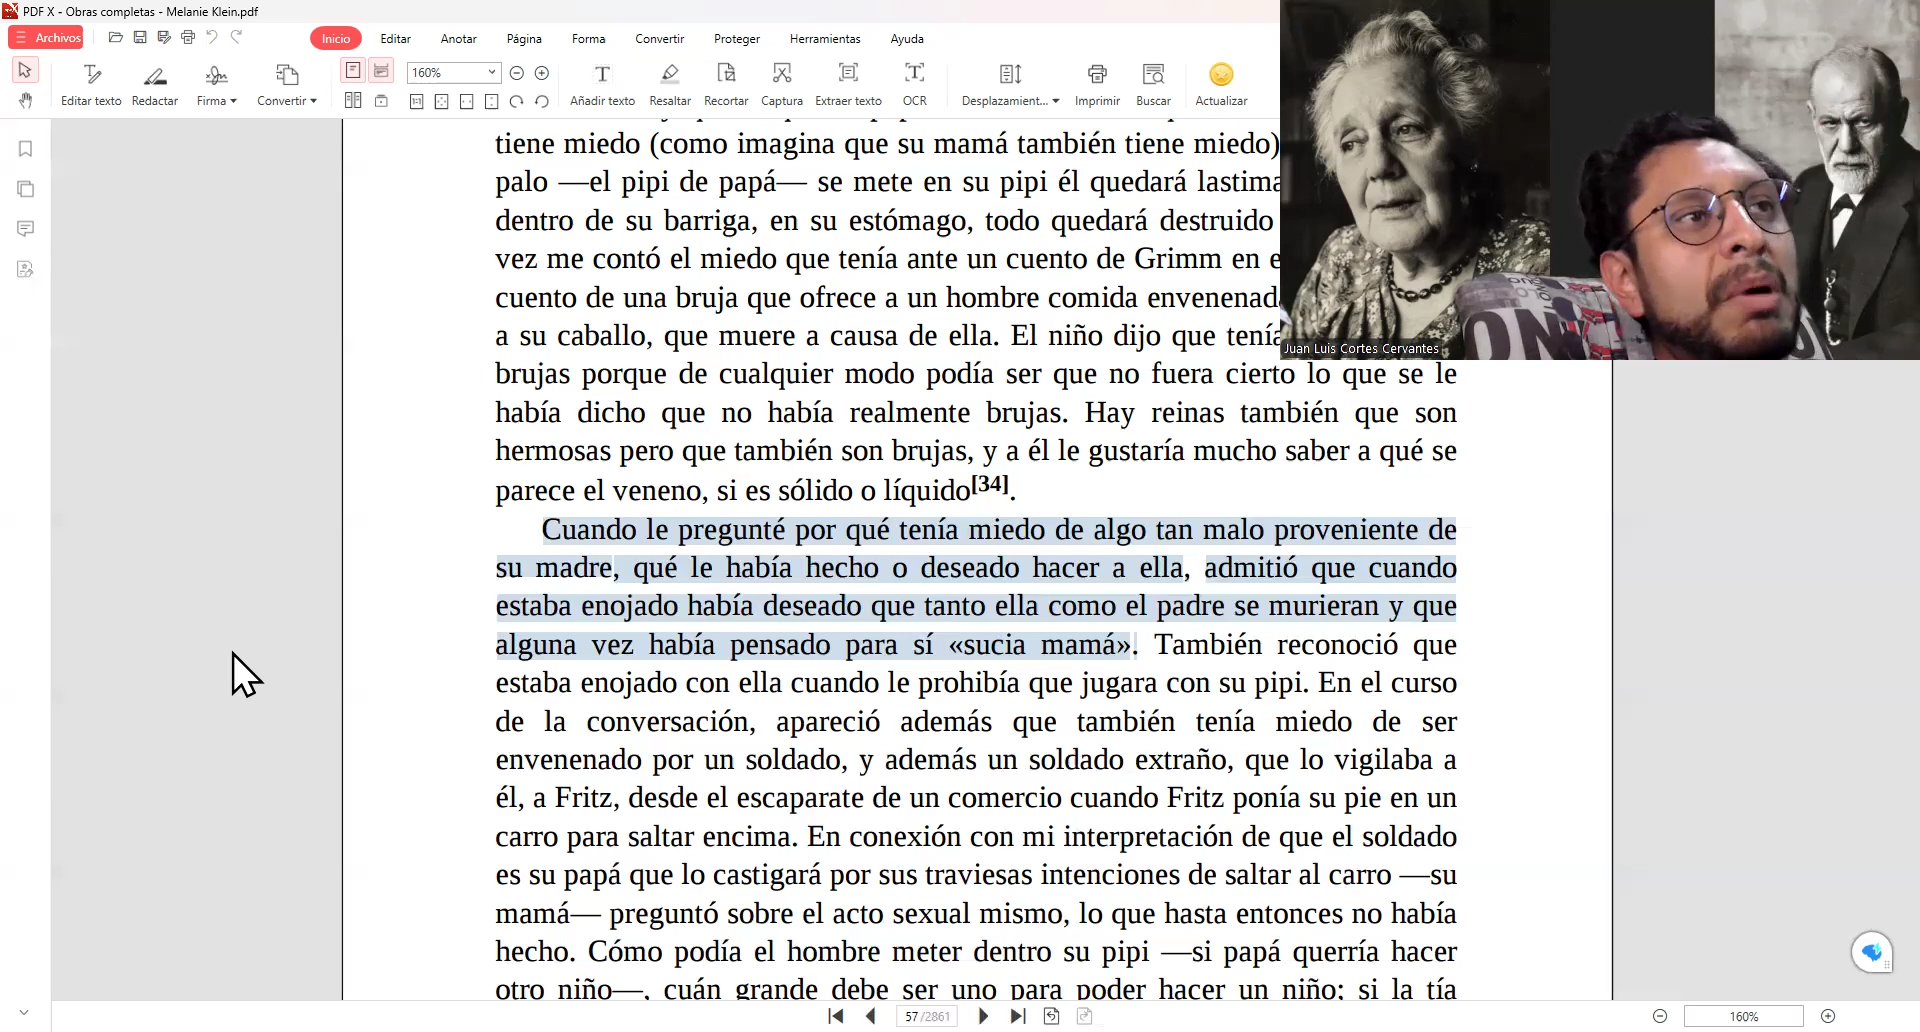 PDF X - Obras completas - Melanie Klein.pdf
Archivos
Inicio
Editar
Anotar
Página
Forma
Convertir
Proteger
Herramientas
Ayuda
160%
Editar texto
Redactar
Firma
Convertir
Añadir texto
Resaltar
Recortar
Captura
Extraer texto
OCR
Desplazamient...
Imprimir
Buscar
Actualizar
tiene miedo (como imagina que su mamá también tiene miedo)
palo —el pipi de papá— se mete en su pipi él quedará lastima
dentro de su barriga, en su estómago, todo quedará destruido
vez me contó el miedo que tenía ante un cuento de Grimm en e
cuento de una bruja que ofrece a un hombre comida envenenada
a su caballo, que muere a causa de ella. El niño dijo que tenía
brujas porque de cualquier modo podía ser que no fuera cierto lo que se le
había dicho que no había realmente brujas. Hay reinas también que son
hermosas pero que también son brujas, y a él le gustaría mucho saber a qué se
parece el veneno, si es sólido o líquido[34].
Cuando le pregunté por qué tenía miedo de algo tan malo proveniente de
su madre, qué le había hecho o deseado hacer a ella, admitió que cuando
estaba enojado había deseado que tanto ella como el padre se murieran y que
alguna vez había pensado para sí «sucia mamá». También reconoció que
estaba enojado con ella cuando le prohibía que jugara con su pipi. En el curso
de la conversación, apareció además que también tenía miedo de ser
envenenado por un soldado, y además un soldado extraño, que lo vigilaba a
él, a Fritz, desde el escaparate de un comercio cuando Fritz ponía su pie en un
carro para saltar encima. En conexión con mi interpretación de que el soldado
es su papá que lo castigará por sus traviesas intenciones de saltar al carro —su
mamá— preguntó sobre el acto sexual mismo, lo que hasta entonces no había
hecho. Cómo podía el hombre meter dentro su pipi —si papá querría hacer
otro niño—, cuán grande debe ser uno para poder hacer un niño; si la tía
Juan Luis Cortes Cervantes
57 /2861
160%